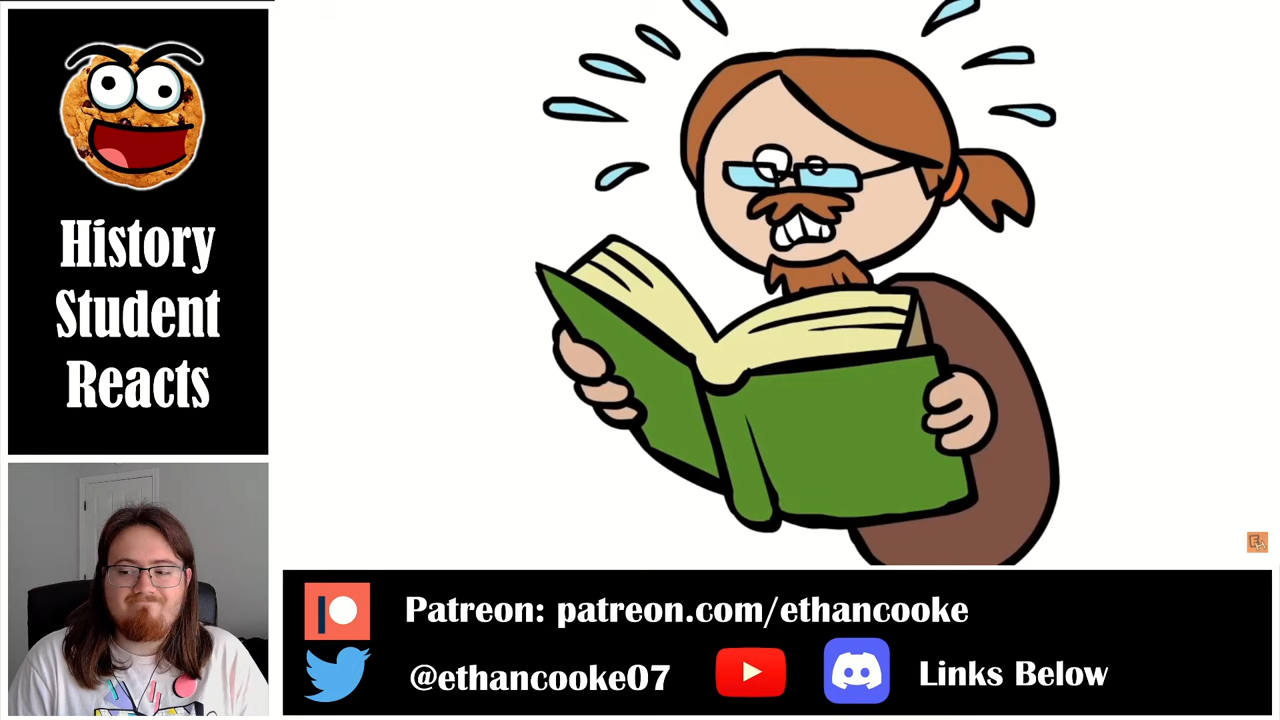 History
Student
Reacts
Patreon: patreon.com/ethancooke
@ethancooke07
Links Below